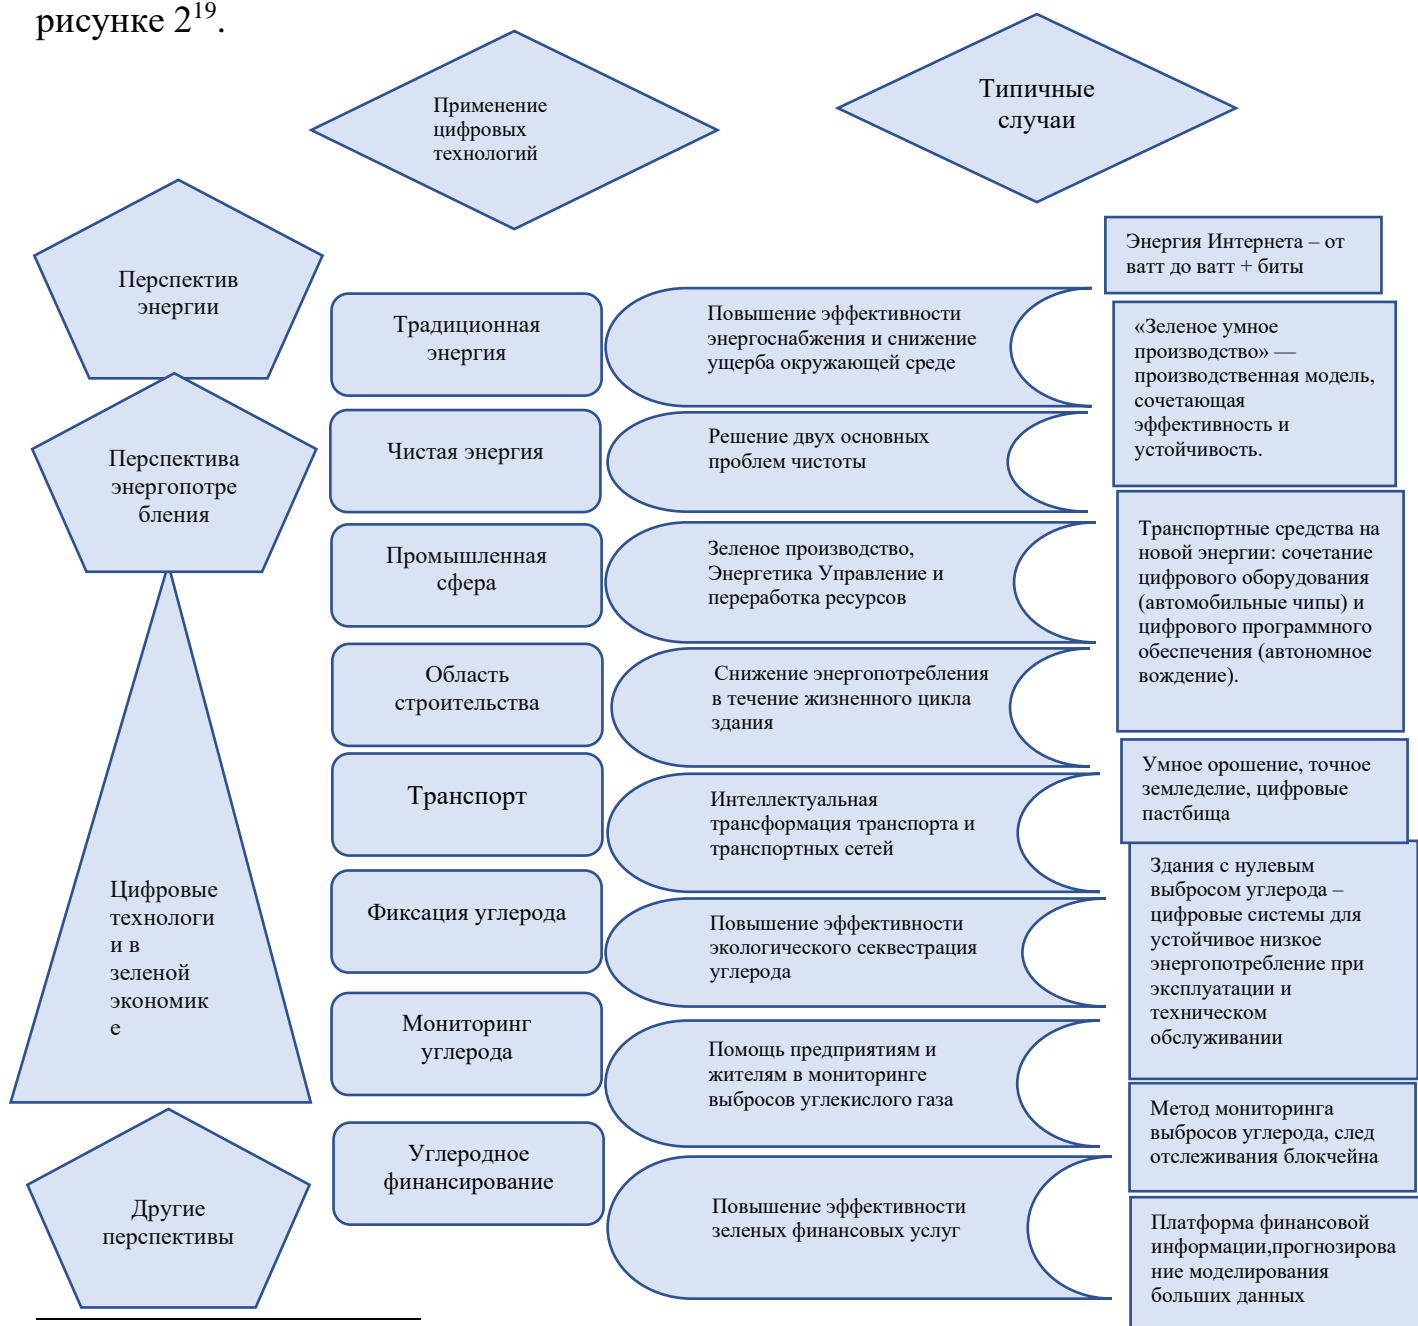 рисунке 2¹⁹.
Применение
цифровых
технологий
Типичные
случаи
Перспектив
энергии
Перспектива
энергопотре
бления
Цифровые
технологи
и в
зеленой
экономик
е
Другие
перспективы
Традиционная
энергия
Чистая энергия
Промышленная
сфера
Область
строительства
Транспорт
Фиксация углерода
Мониторинг
углерода
Углеродное
финансирование
Повышение эффективности
энергоснабжения и снижение
ущерба окружающей среде
Решение двух основных
проблем чистоты
Зеленое производство,
Энергетика Управление и
переработка ресурсов
Снижение энергопотребления
в течение жизненного цикла
здания
Интеллектуальная
трансформация транспорта и
транспортных сетей
Повышение эффективности
экологического секвестрация
углерода
Помощь предприятиям и
жителям в мониторинге
выбросов углекислого газа
Повышение эффективности
зеленых финансовых услуг
Энергия Интернета – от
ватт до ватт + биты
«Зеленое умное
производство» —
производственная модель,
сочетающая
эффективность и
устойчивость.
Транспортные средства на
новой энергии: сочетание
цифрового оборудования
(автомобильные чипы) и
цифрового программного
обеспечения (автономное
вождение).
Умное орошение, точное
земледелие, цифровые
пастбища
Здания с нулевым
выбросом углерода –
цифровые системы для
устойчивое низкое
энергопотребление при
эксплуатации и
техническом
обслуживании
Метод мониторинга
выбросов углерода, след
отслеживания блокчейна
Платформа финансовой
информации,прогнозирова
ние моделирования
больших данных